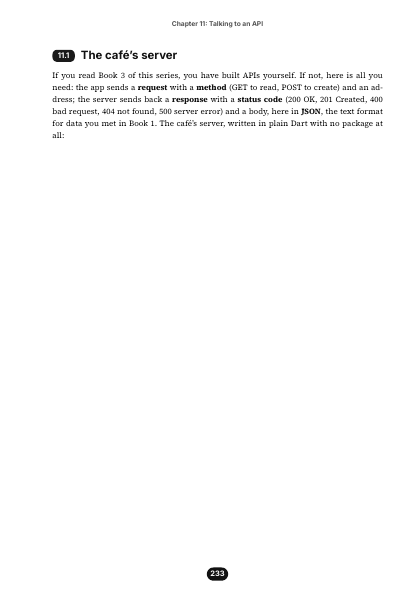 Chapter 11: Talking to an API
11.1 The café’s server
If you read Book 3 of this series, you have built APIs yourself. If not, here is all you
need: the app sends a request with a method (GET to read, POST to create) and an ad-
dress; the server sends back a response with a status code (200 OK, 201 Created, 400
bad request, 404 not found, 500 server error) and a body, here in JSON, the text format
for data you met in Book 1. The café’s server, written in plain Dart with no package at
all:
233